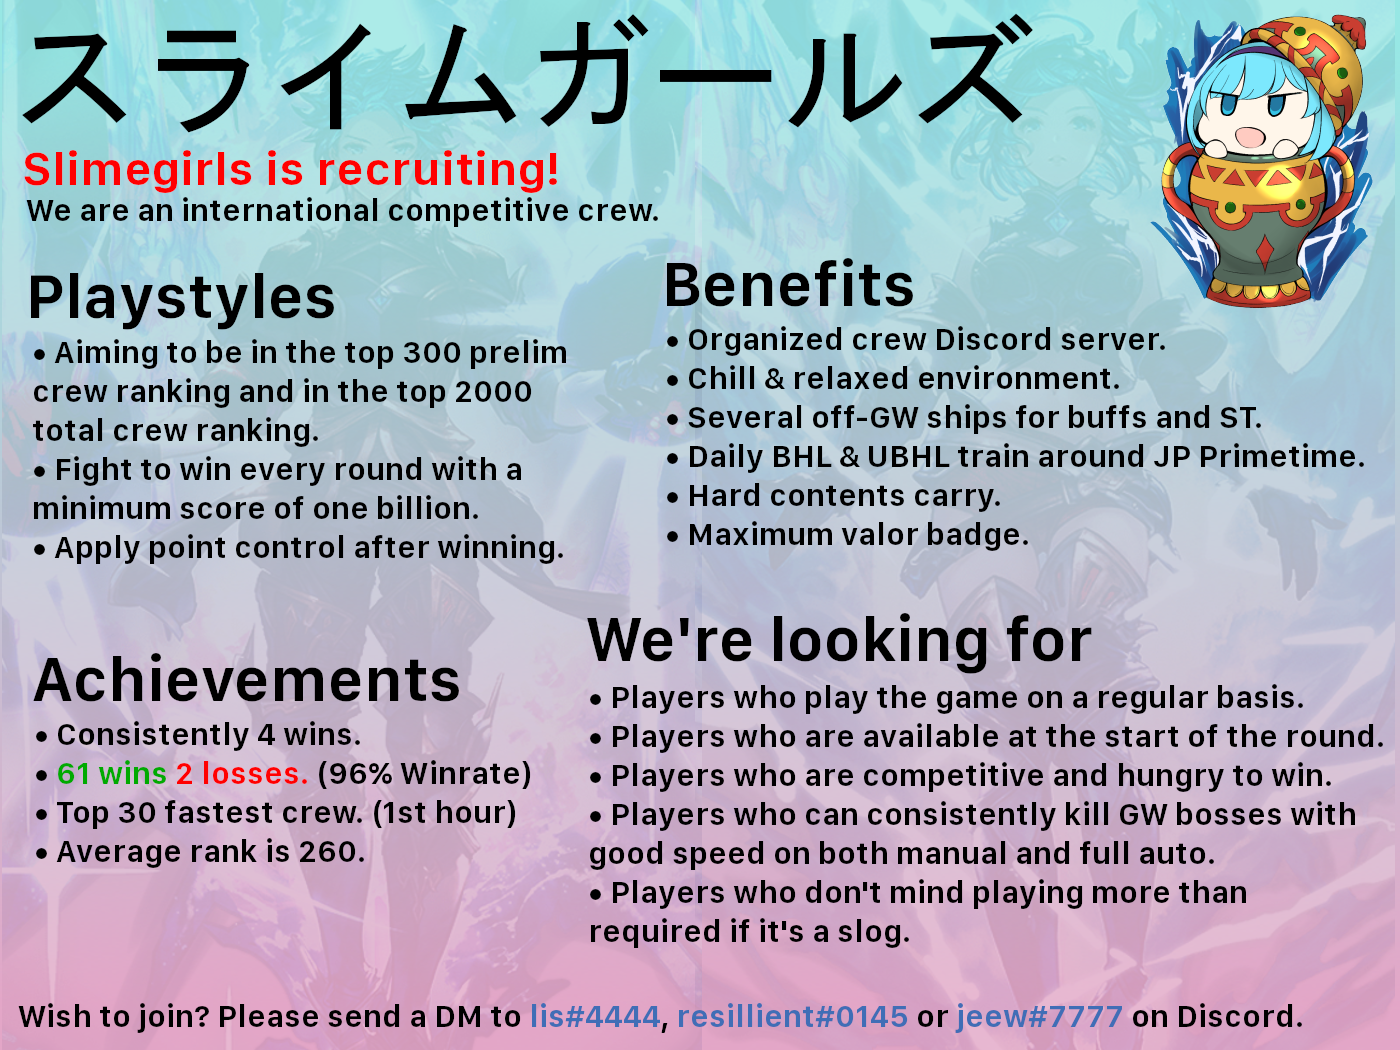 スライムガールズ
Slimegirls is recruiting!
We are an international competitive crew.
Playstyles
• Aiming to be in the top 300 prelim
crew ranking and in the top 2000
total crew ranking.
• Fight to win every round with a
minimum score of one billion.
• Apply point control after winning.
Benefits
• Organized crew Discord server.
• Chill & relaxed environment.
• Several off-GW ships for buffs and ST.
• Daily BHL & UBHL train around JP Primetime.
• Hard contents carry.
• Maximum valor badge.
Achievements
• Consistently 4 wins.
• 61 wins 2 losses. (96% Winrate)
• Top 30 fastest crew. (1st hour)
• Average rank is 260.
We're looking for
• Players who play the game on a regular basis.
• Players who are available at the start of the round.
• Players who are competitive and hungry to win.
• Players who can consistently kill GW bosses with
good speed on both manual and full auto.
• Players who don't mind playing more than
required if it's a slog.
Wish to join? Please send a DM to lis#4444, resillient#0145 or jeew#7777 on Discord.